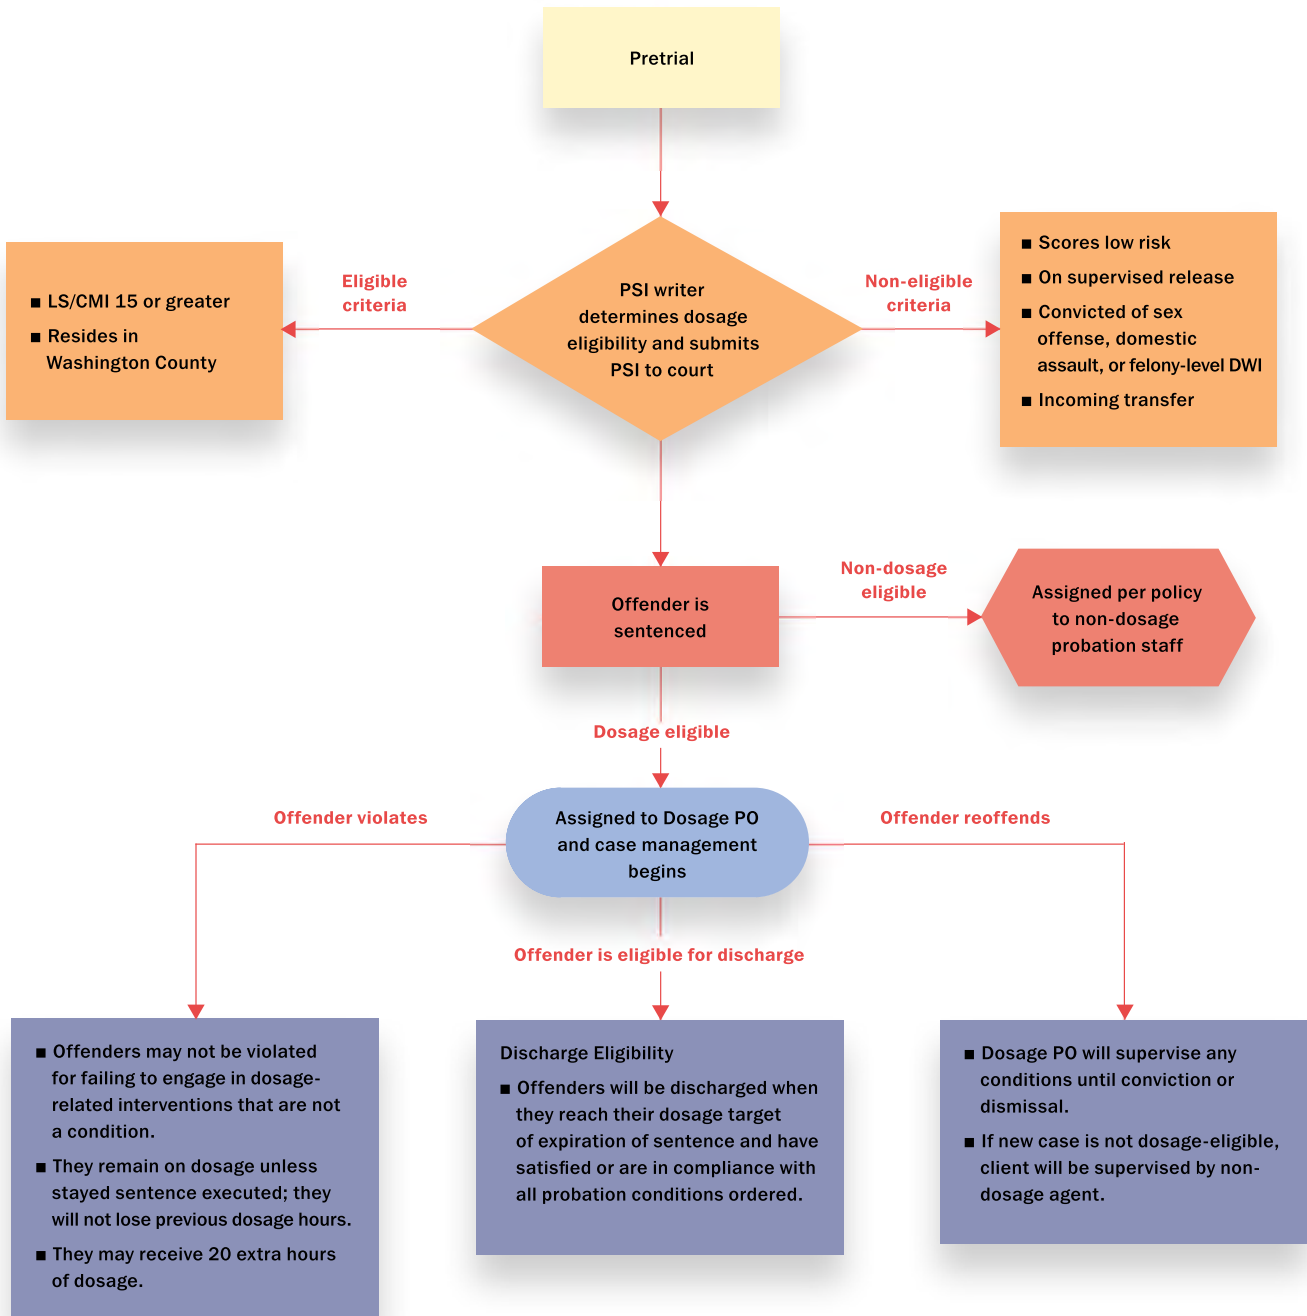 Pretrial
Eligible
criteria
Non-eligible
criteria
■ LS/CMI 15 or greater
■ Resides in
Washington County
PSI writer
determines dosage
eligibility and submits
PSI to court
■ Scores low risk
■ On supervised release
■ Convicted of sex
offense, domestic
assault, or felony-level DWI
■ Incoming transfer
Offender is
sentenced
Non-dosage
eligible
Assigned per policy
to non-dosage
probation staff
Dosage eligible
Offender violates
Assigned to Dosage PO
and case management
begins
Offender reoffends
Offender is eligible for discharge
■ Offenders may not be violated
for failing to engage in dosage-
related interventions that are not
a condition.
■ They remain on dosage unless
stayed sentence executed; they
will not lose previous dosage hours.
■ They may receive 20 extra hours
of dosage.
Discharge Eligibility
■ Offenders will be discharged when
they reach their dosage target
of expiration of sentence and have
satisfied or are in compliance with
all probation conditions ordered.
■ Dosage PO will supervise any
conditions until conviction or
dismissal.
■ If new case is not dosage-eligible,
client will be supervised by non-
dosage agent.